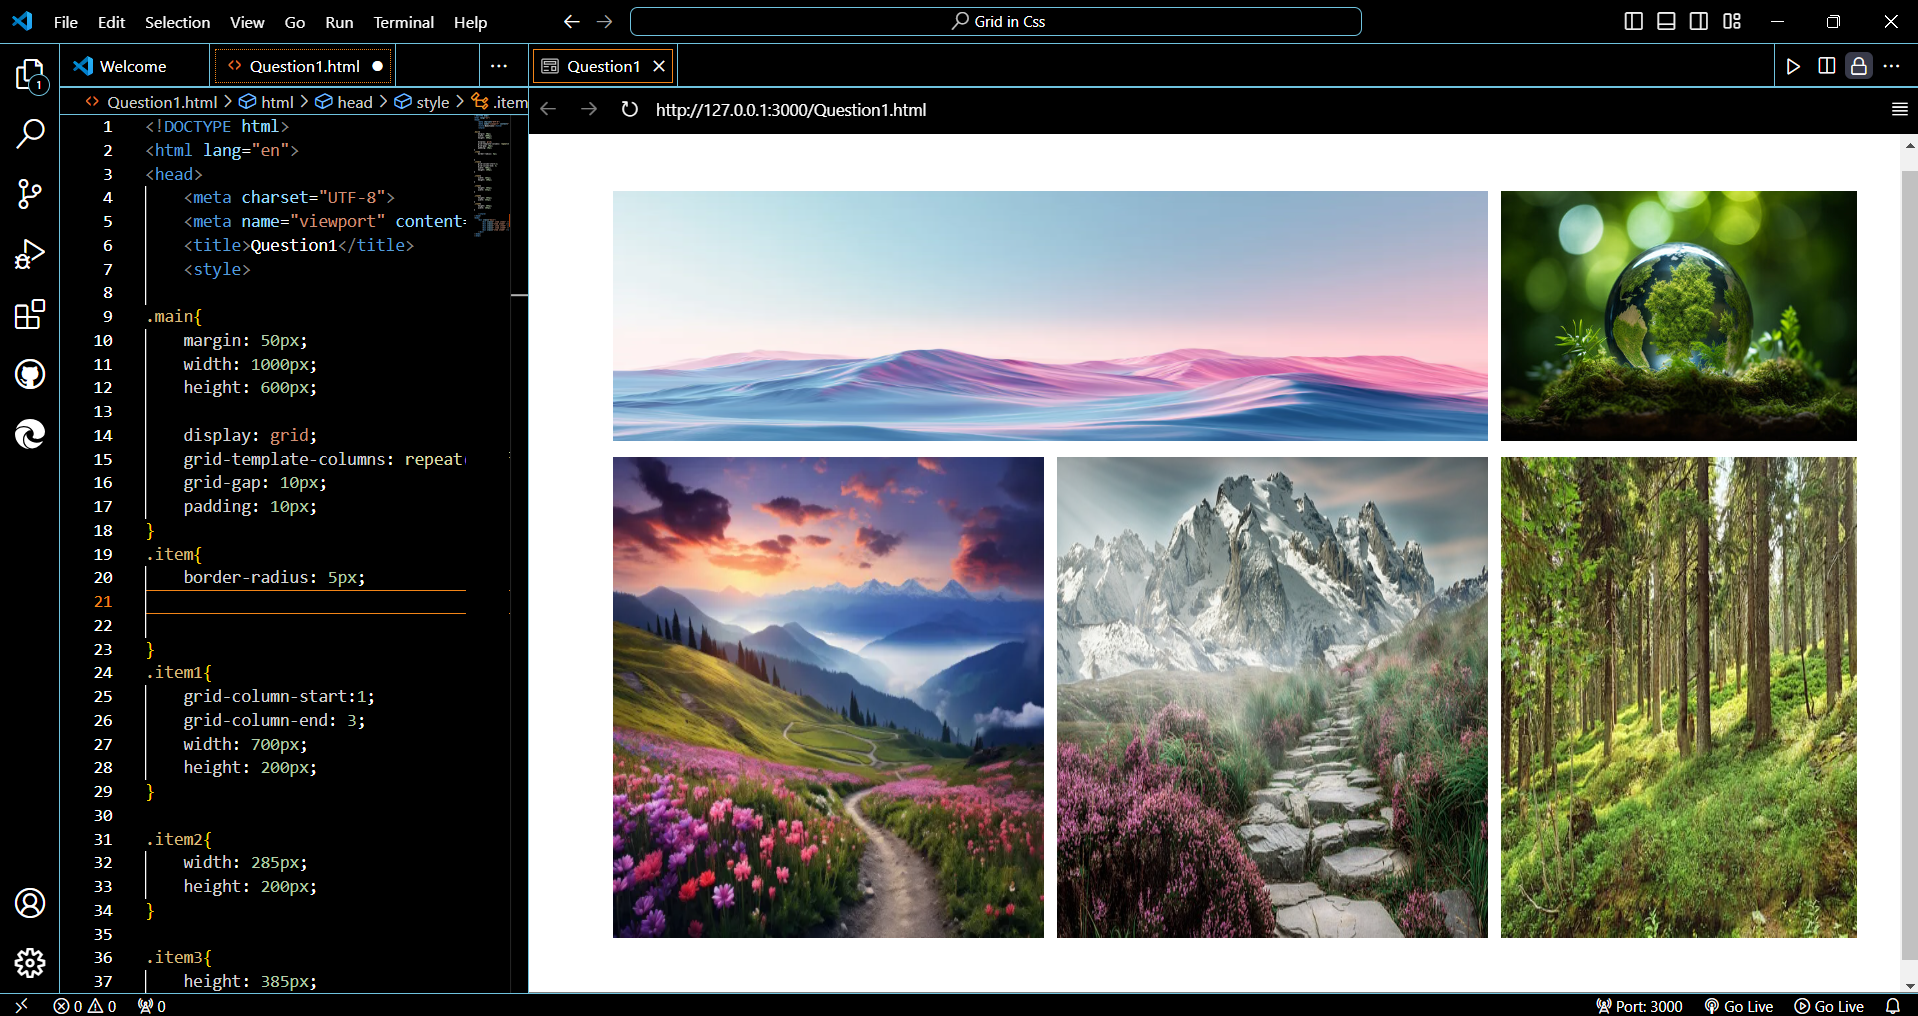 File Edit Selection View Go Run Terminal Help
Grid in Css
1
Welcome
Question1.html
Question1
Question1.html > html > head > style > .item
http://127.0.0.1:3000/Question1.html
1 <!DOCTYPE html>
2 <html lang="en">
3 <head>
4 <meta charset="UTF-8">
5 <meta name="viewport" content=
6 <title>Question1</title>
7 <style>
8
9 .main{
10 margin: 50px;
11 width: 1000px;
12 height: 600px;
13
14 display: grid;
15 grid-template-columns: repeat(
16 grid-gap: 10px;
17 padding: 10px;
18 }
19 .item{
20 border-radius: 5px;
21
22
23 }
24 .item1{
25 grid-column-start:1;
26 grid-column-end: 3;
27 width: 700px;
28 height: 200px;
29 }
30
31 .item2{
32 width: 285px;
33 height: 200px;
34 }
35
36 .item3{
37 height: 385px;
0 0 0
Port: 3000 Go Live Go Live